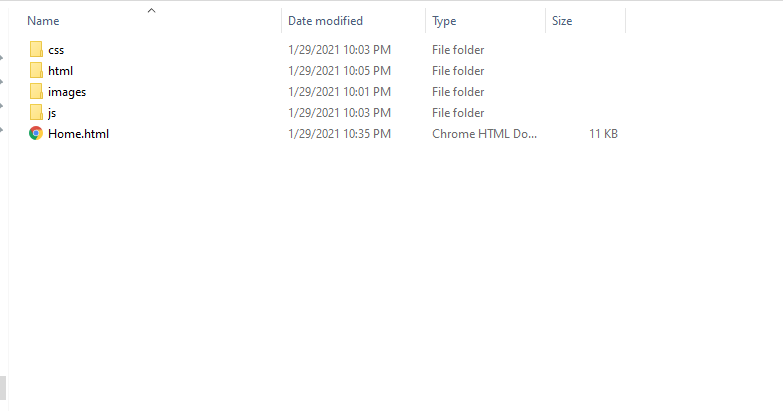 Name Date modified Type Size
css 1/29/2021 10:03 PM File folder
html 1/29/2021 10:05 PM File folder
images 1/29/2021 10:01 PM File folder
js 1/29/2021 10:03 PM File folder
Home.html 1/29/2021 10:35 PM Chrome HTML Do... 11 KB